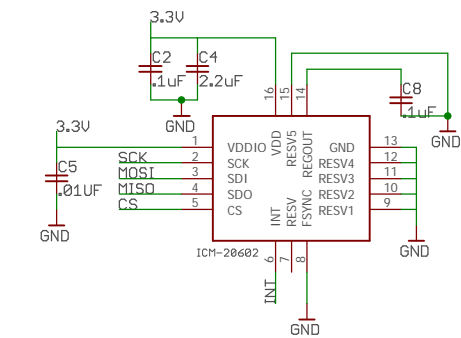 3.3V
C2 C4 C8
.1uF 2.2uF .1uF
16 15 14
GND GND
3.3V
C5
.01UF
GND
SCK
MOSI
MISO
CS
1 VDDIO VDD RESV5 REGOUT GND 13
2 SCK RESV4 12
3 SDI RESV3 11
4 SDO RESV2 10
5 CS INT RESV FSYNC RESV1 9
ICM-20602
6 7 8
INT
GND
GND